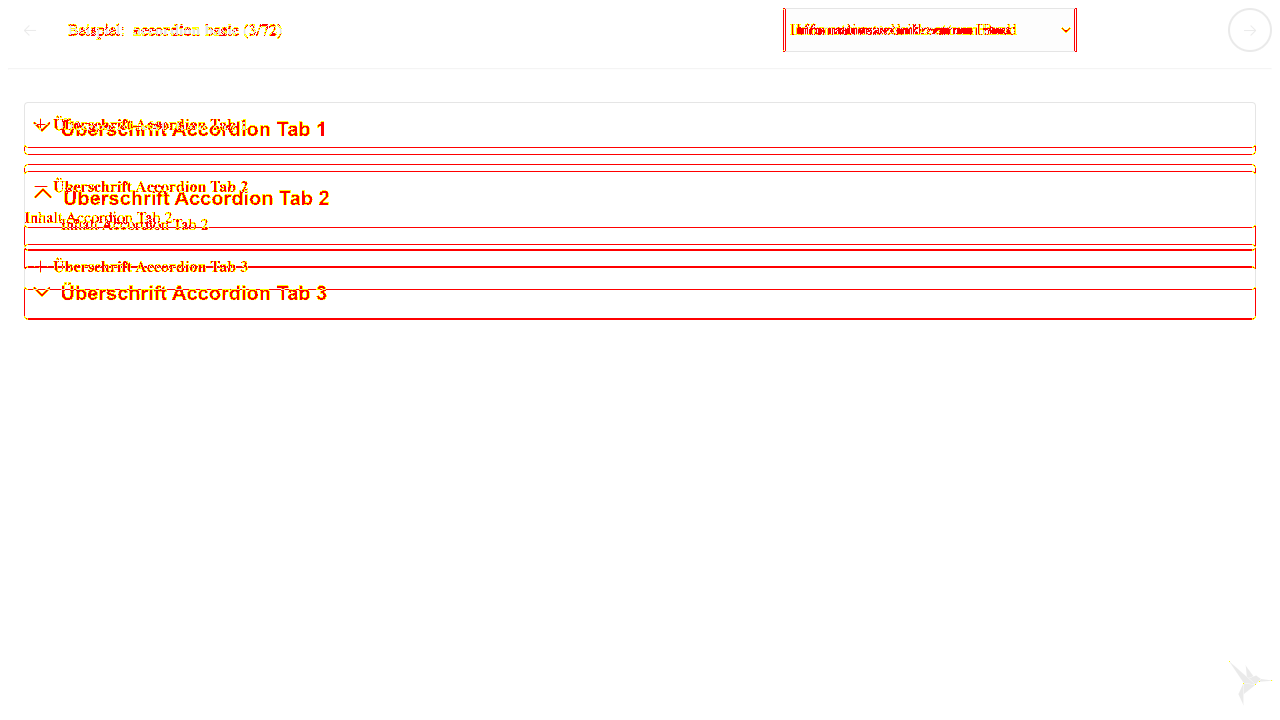 Beispiel: accordion basic (3/72)
Überschrift Accordion Tab 1
Überschrift Accordion Tab 1
Überschrift Accordion Tab 2
Überschrift Accordion Tab 2
Inhalt Accordion Tab 2
Inhalt Accordion Tab 2
Überschrift Accordion Tab 3
Überschrift Accordion Tab 3